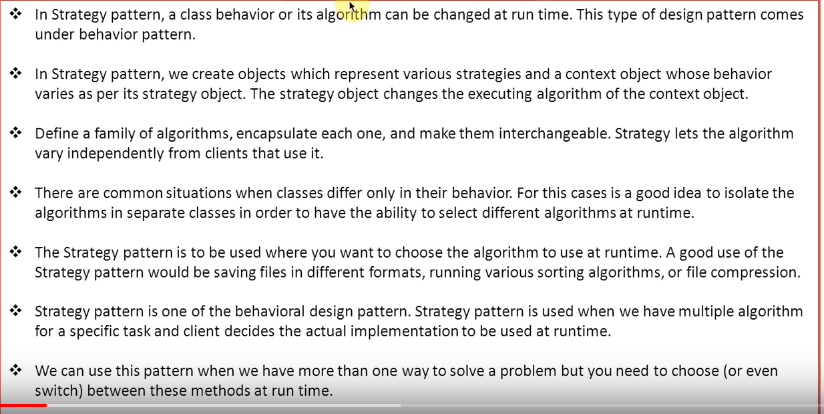 ❖ In Strategy pattern, a class behavior or its algorithm can be changed at run time. This type of design pattern comes
under behavior pattern.
❖ In Strategy pattern, we create objects which represent various strategies and a context object whose behavior
varies as per its strategy object. The strategy object changes the executing algorithm of the context object.
❖ Define a family of algorithms, encapsulate each one, and make them interchangeable. Strategy lets the algorithm
vary independently from clients that use it.
❖ There are common situations when classes differ only in their behavior. For this cases is a good idea to isolate the
algorithms in separate classes in order to have the ability to select different algorithms at runtime.
❖ The Strategy pattern is to be used where you want to choose the algorithm to use at runtime. A good use of the
Strategy pattern would be saving files in different formats, running various sorting algorithms, or file compression.
❖ Strategy pattern is one of the behavioral design pattern. Strategy pattern is used when we have multiple algorithm
for a specific task and client decides the actual implementation to be used at runtime.
❖ We can use this pattern when we have more than one way to solve a problem but you need to choose (or even
switch) between these methods at run time.